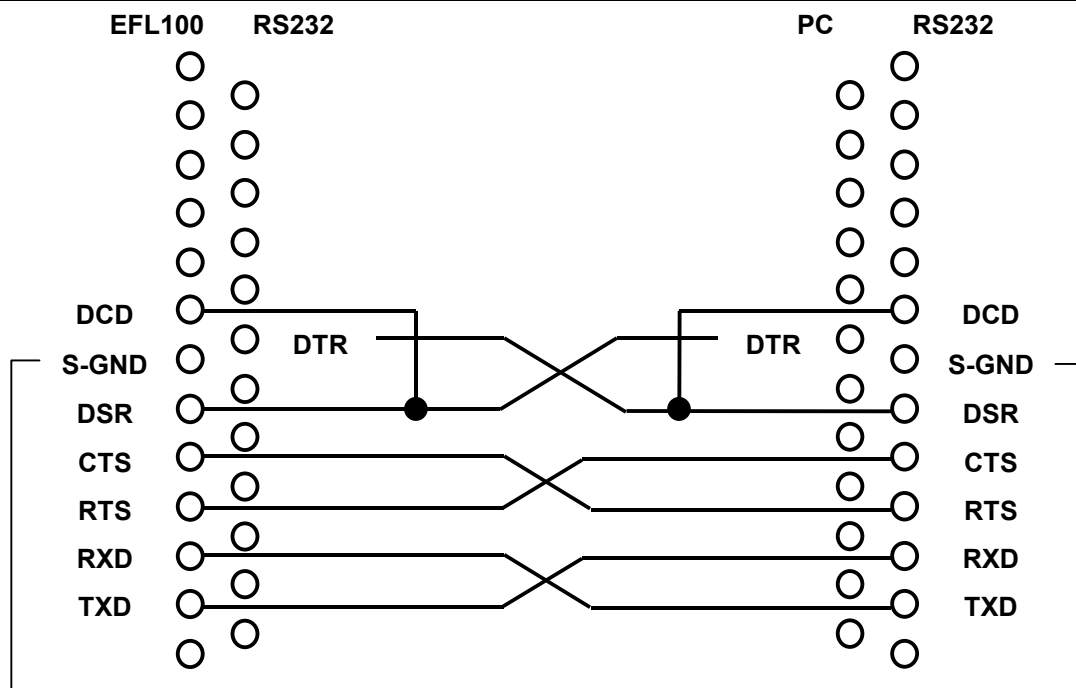 EFL100 RS232 PC RS232
DCD DCD
DTR DTR
S-GND S-GND
DSR DSR
CTS CTS
RTS RTS
RXD RXD
TXD TXD